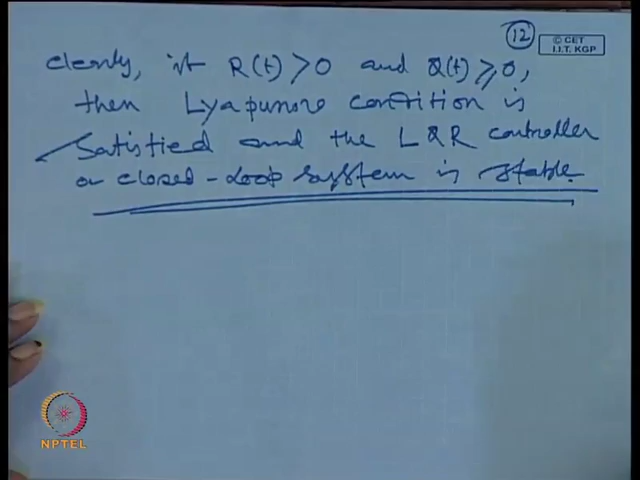 12
© CET
I.I.T. KGP
clearly, if R(t) > 0 and Q(t) ≥ 0,
then Lyapunov condition is
satisfied and the LQR controller
or closed-loop system is stable.
NPTEL